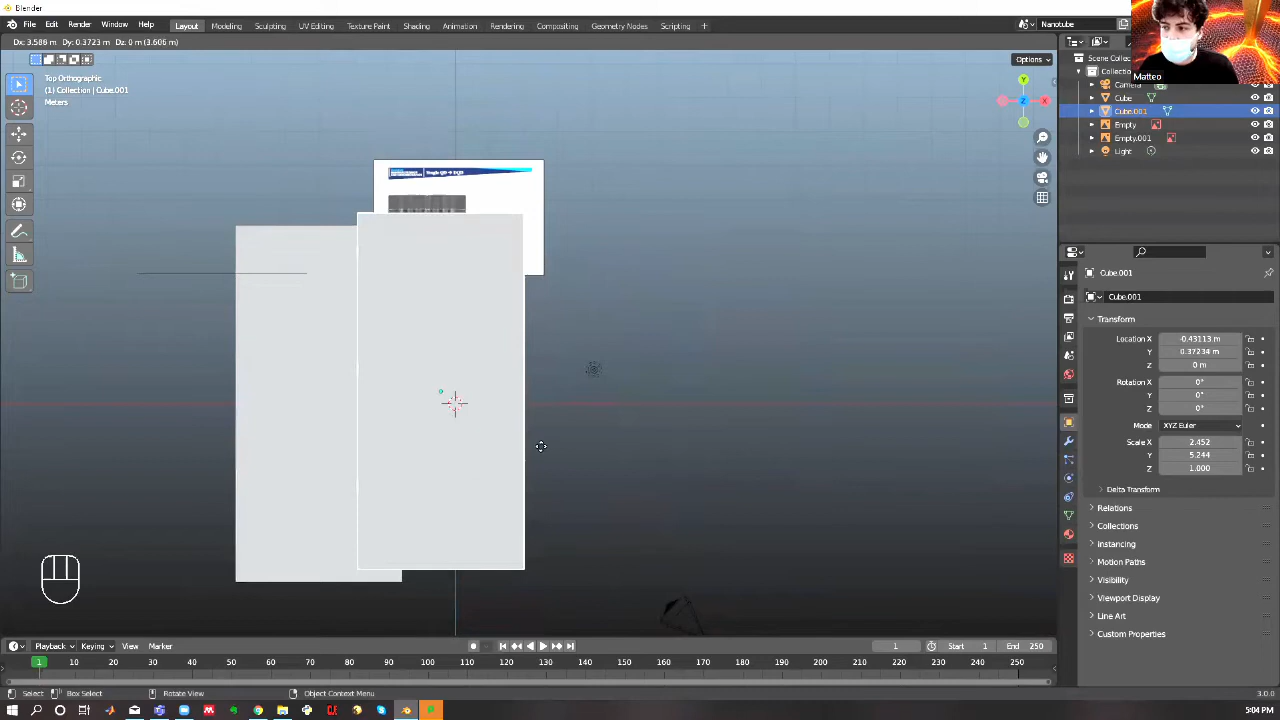 Blender
File Edit Render Window Help
Layout Modeling Sculpting UV Editing Texture Paint Shading Animation Rendering Compositing Geometry Nodes Scripting +
Nanotube
Dx: 3.589 m Dy: 0.3723 m Dz: 0 m (3.606 m)
Options
Top Orthographic
(1) Collection | Cube.001
Meters
Y
Z
X
Single QD → DQD
Matteo
Scene Collec
Collection
Camera
Cube
Cube.001
Empty
Empty.001
Light
Cube.001
Cube.001
Transform
Location X -0.43113 m
Y 0.37234 m
Z 0 m
Rotation X 0°
Y 0°
Z 0°
Mode XYZ Euler
Scale X 2.452
Y 5.244
Z 1.000
Delta Transform
Relations
Collections
Instancing
Motion Paths
Visibility
Viewport Display
Line Art
Custom Properties
Playback Keying View Marker
1 Start 1 End 250
1 10 20 30 40 50 60 70 80 90 100 110 120 130 140 150 160 170 180 190 200 210 220 230 240 250
Select Box Select Rotate View Object Context Menu 3.0.0
5:04 PM